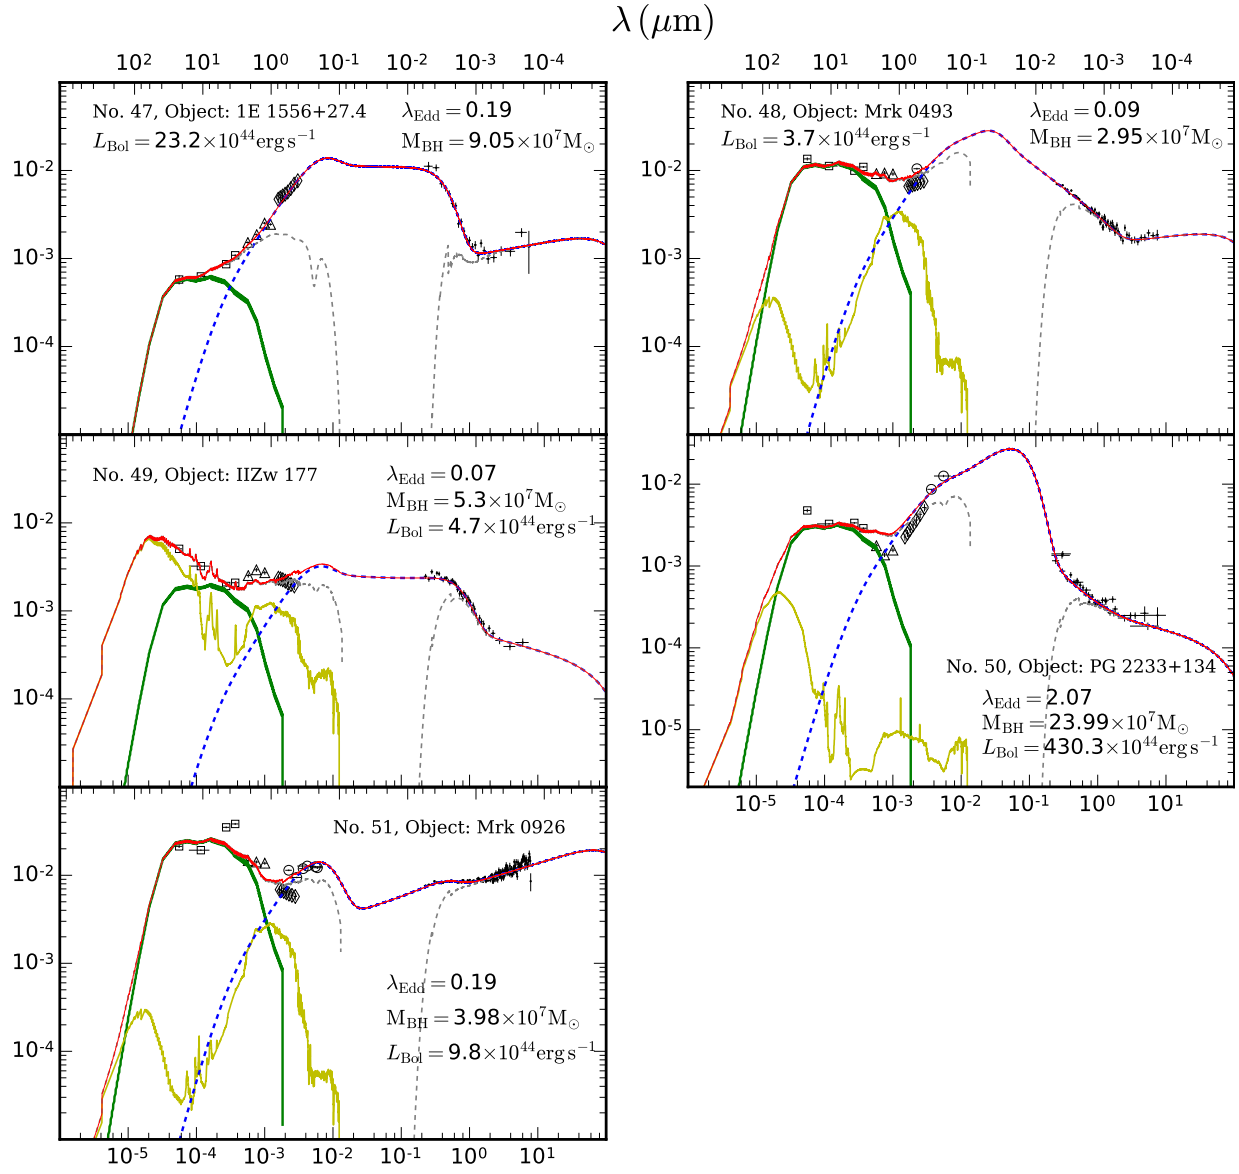 λ (μm)
10² 10¹ 10⁰ 10⁻¹ 10⁻² 10⁻³ 10⁻⁴
10² 10¹ 10⁰ 10⁻¹ 10⁻² 10⁻³ 10⁻⁴
No. 47, Object: 1E 1556+27.4
L_Bol = 23.2×10⁴⁴erg s⁻¹
λ_Edd = 0.19
M_BH = 9.05×10⁷M_⊙
10⁻²
10⁻³
10⁻⁴
No. 48, Object: Mrk 0493
L_Bol = 3.7×10⁴⁴erg s⁻¹
λ_Edd = 0.09
M_BH = 2.95×10⁷M_⊙
10⁻²
10⁻³
10⁻⁴
No. 49, Object: IIZw 177
λ_Edd = 0.07
M_BH = 5.3×10⁷M_⊙
L_Bol = 4.7×10⁴⁴erg s⁻¹
10⁻²
10⁻³
10⁻⁴
10⁻²
10⁻³
10⁻⁴
10⁻⁵
No. 50, Object: PG 2233+134
λ_Edd = 2.07
M_BH = 23.99×10⁷M_⊙
L_Bol = 430.3×10⁴⁴erg s⁻¹
10⁻⁵ 10⁻⁴ 10⁻³ 10⁻² 10⁻¹ 10⁰ 10¹
No. 51, Object: Mrk 0926
10⁻²
10⁻³
10⁻⁴
λ_Edd = 0.19
M_BH = 3.98×10⁷M_⊙
L_Bol = 9.8×10⁴⁴erg s⁻¹
10⁻⁵ 10⁻⁴ 10⁻³ 10⁻² 10⁻¹ 10⁰ 10¹